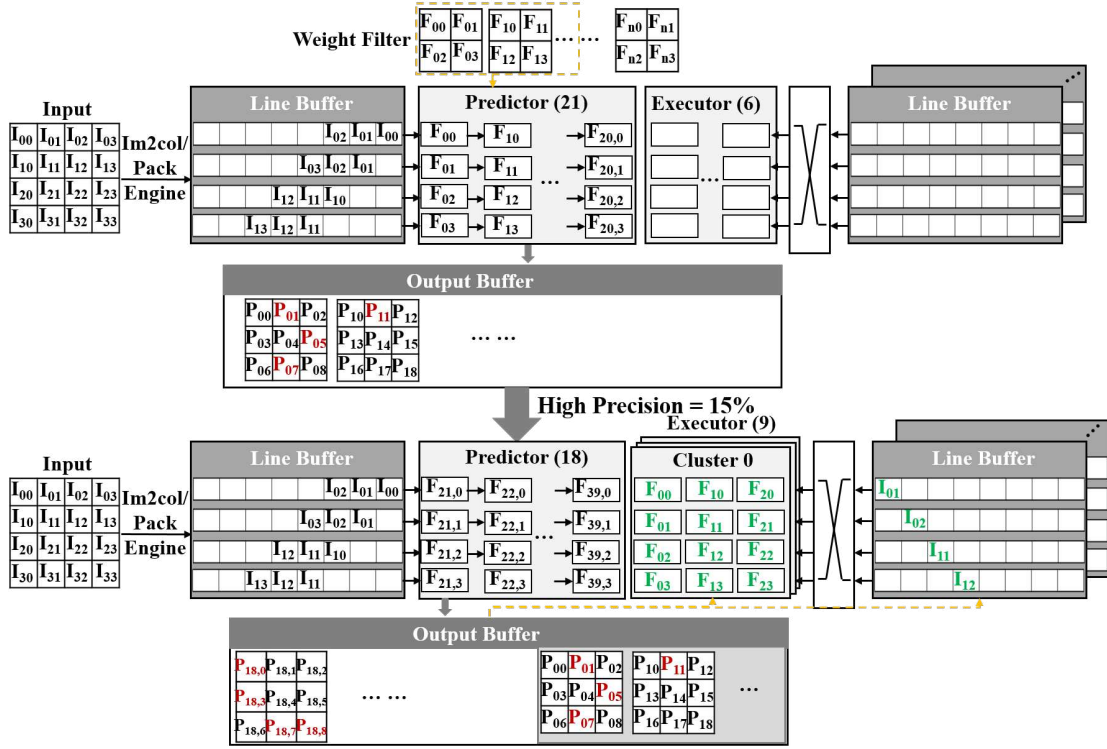 F00 F01 F10 F11 ... ... Fn0 Fn1
Weight Filter
F02 F03 F12 F13 Fn2 Fn3
Input
I00 I01 I02 I03
I10 I11 I12 I13
I20 I21 I22 I23
I30 I31 I32 I33
Im2col/
Pack
Engine
Line Buffer
I02 I01 I00
I03 I02 I01
I12 I11 I10
I13 I12 I11
Predictor (21)
F00 F10 F20,0
F01 F11 F20,1
...
F02 F12 F20,2
F03 F13 F20,3
Executor (6)
...
Line Buffer
...
Output Buffer
P00 P01 P02 P10 P11 P12
P03 P04 P05 P13 P14 P15 ... ...
P06 P07 P08 P16 P17 P18
High Precision = 15%
Input
I00 I01 I02 I03
I10 I11 I12 I13
I20 I21 I22 I23
I30 I31 I32 I33
Im2col/
Pack
Engine
Line Buffer
I02 I01 I00
I03 I02 I01
I12 I11 I10
I13 I12 I11
Predictor (18)
F21,0 F22,0 F39,0
F21,1 F22,1 F39,1
...
F21,2 F22,2 F39,2
F21,3 F22,3 F39,3
Executor (9)
Cluster 0
F00 F10 F20
F01 F11 F21
F02 F12 F22
F03 F13 F23
Line Buffer
...
I01
I02
I11
I12
Output Buffer
P18,0 P18,1 P18,2 P00 P01 P02 P10 P11 P12
P18,3 P18,4 P18,5 ... ... P03 P04 P05 P13 P14 P15 ...
P18,6 P18,7 P18,8 P06 P07 P08 P16 P17 P18